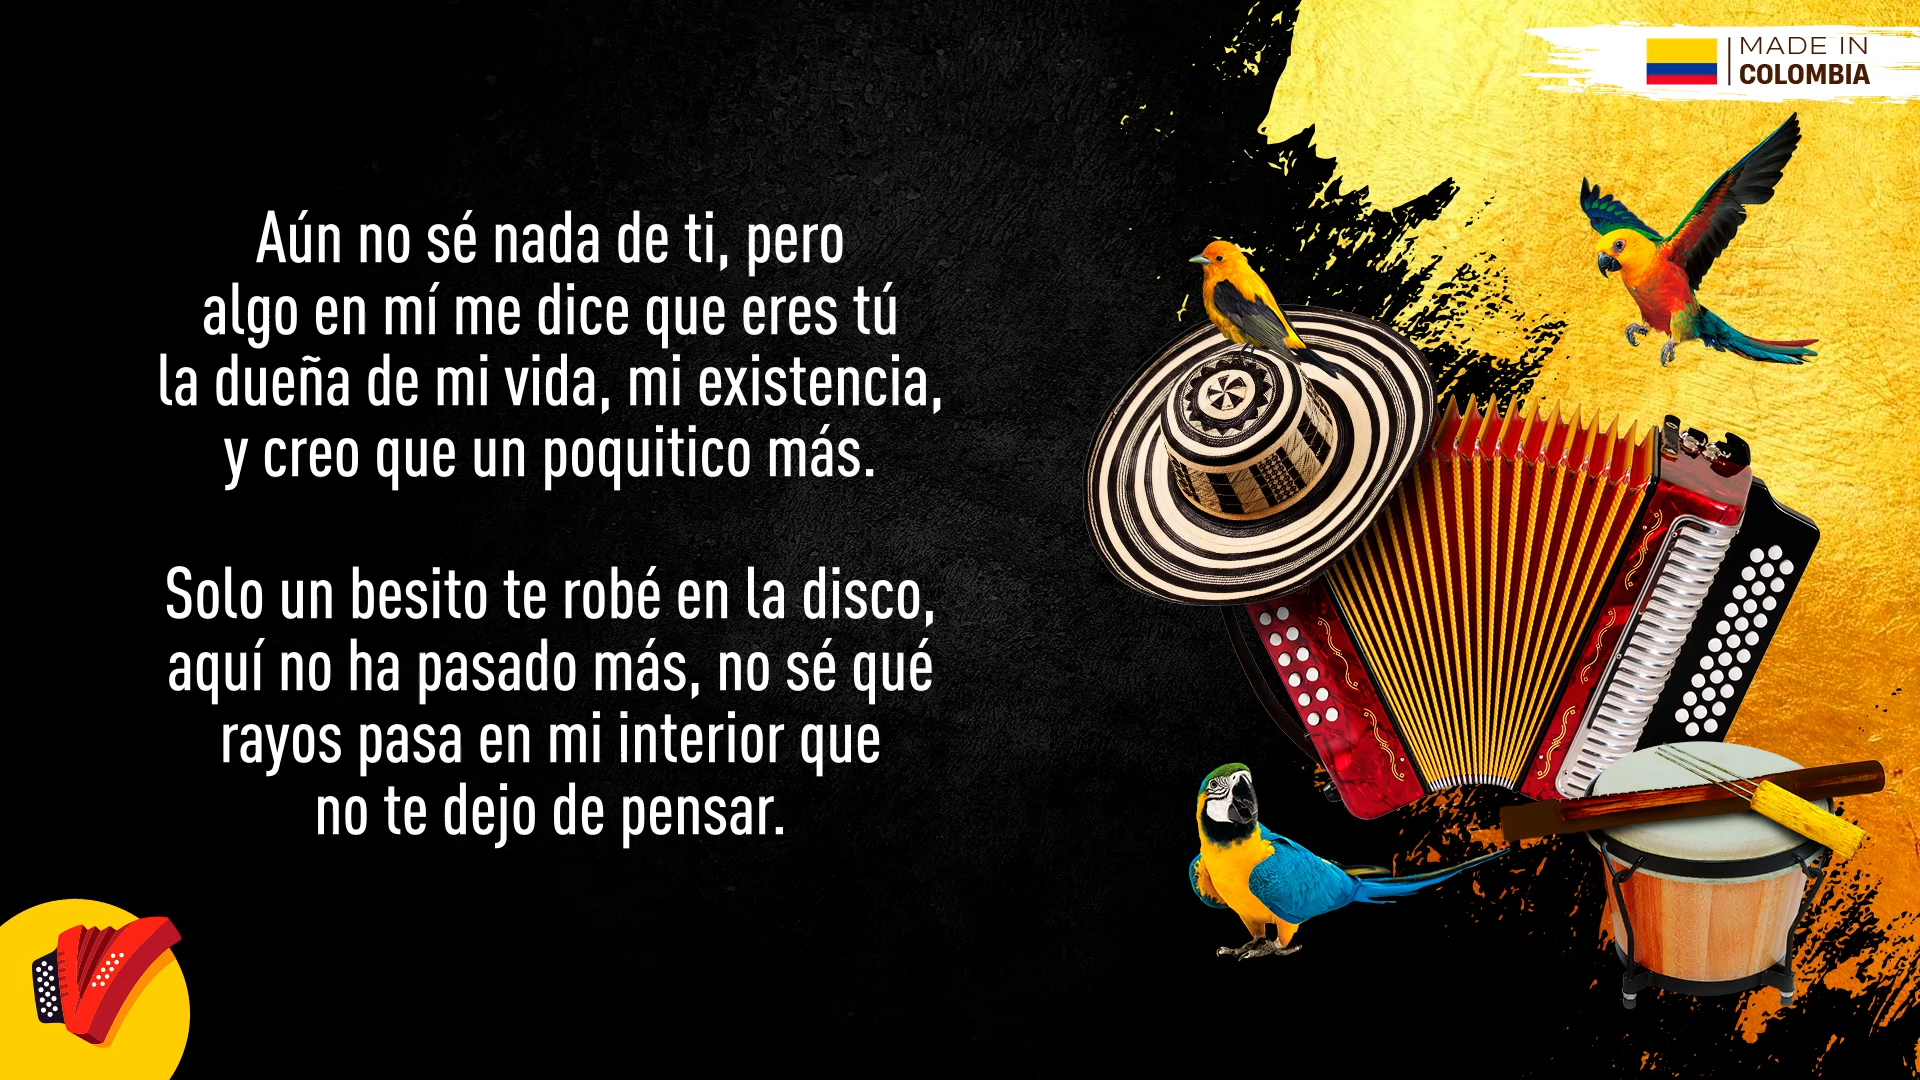 MADE IN
COLOMBIA
Aún no sé nada de ti, pero
algo en mí me dice que eres tú
la dueña de mi vida, mi existencia,
y creo que un poquitico más.
Solo un besito te robé en la disco,
aquí no ha pasado más, no sé qué
rayos pasa en mi interior que
no te dejo de pensar.